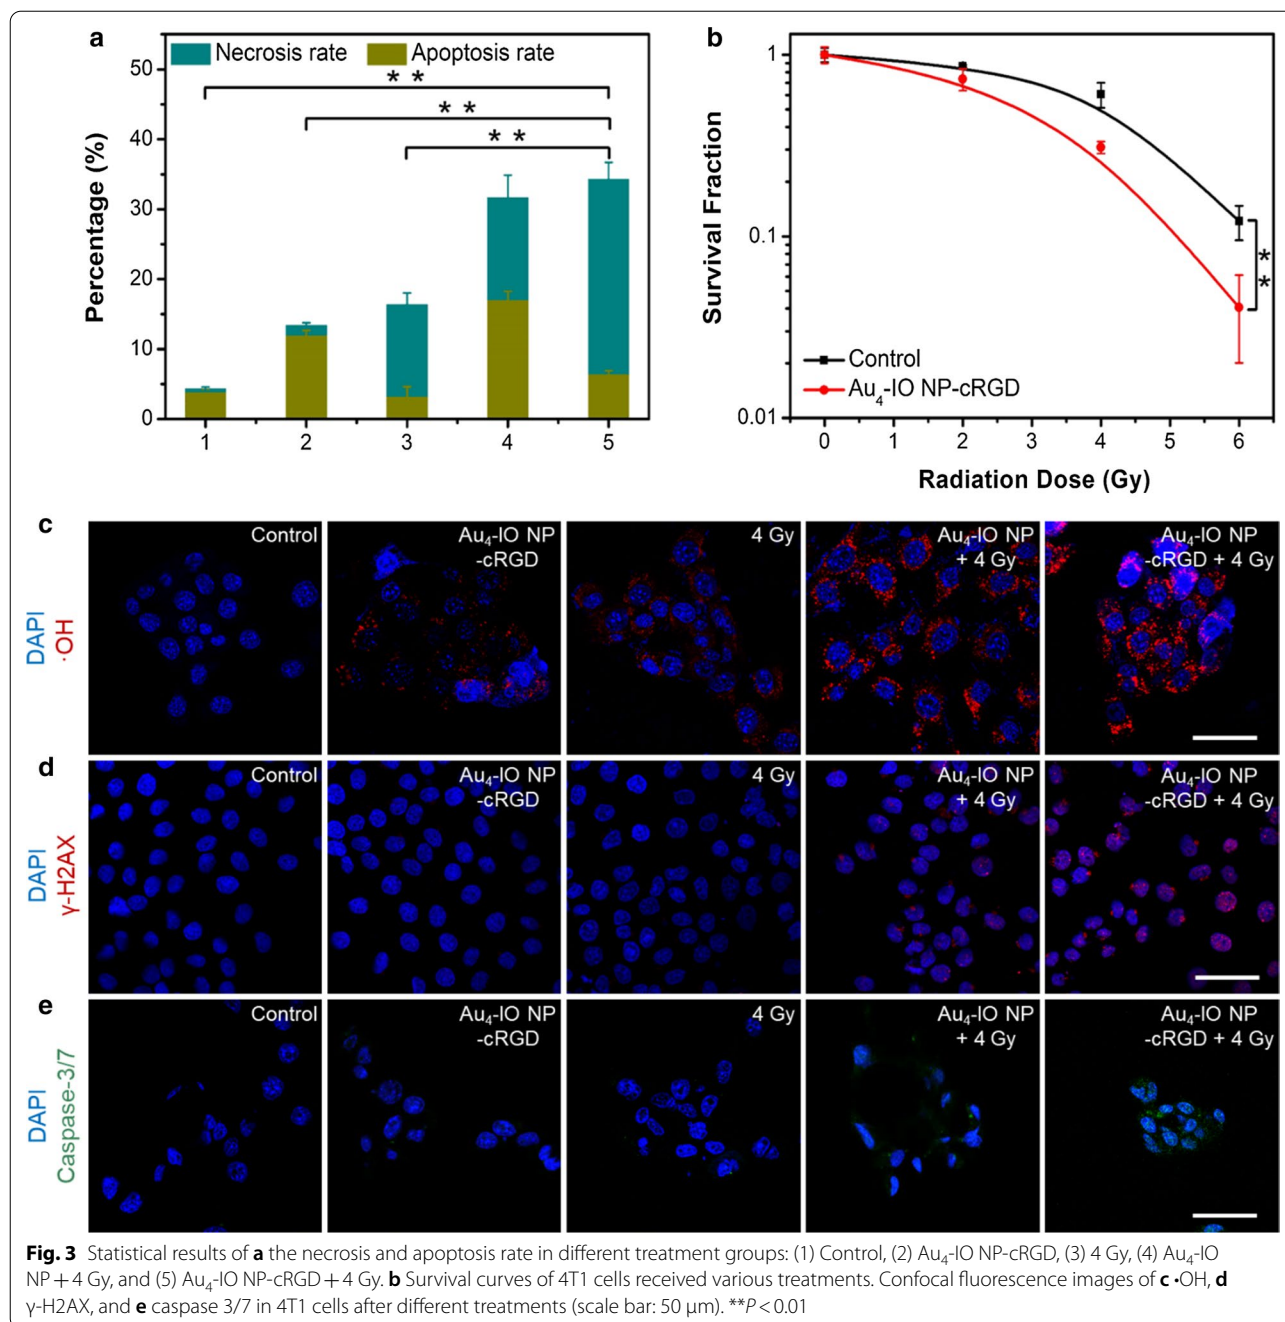 a
Necrosis rate
Apoptosis rate
50
40
30
20
10
0
Percentage (%)
* *
* *
* *
1 2 3 4 5
b
1
0.1
0.01
Survival Fraction
**
Control
Au4-IO NP-cRGD
0 1 2 3 4 5 6
Radiation Dose (Gy)
c
DAPI
·OH
Control
Au4-IO NP
-cRGD
4 Gy
Au4-IO NP
+ 4 Gy
Au4-IO NP
-cRGD + 4 Gy
d
DAPI
γ-H2AX
Control
Au4-IO NP
-cRGD
4 Gy
Au4-IO NP
+ 4 Gy
Au4-IO NP
-cRGD + 4 Gy
e
DAPI
Caspase-3/7
Control
Au4-IO NP
-cRGD
4 Gy
Au4-IO NP
+ 4 Gy
Au4-IO NP
-cRGD + 4 Gy
Fig. 3 Statistical results of a the necrosis and apoptosis rate in different treatment groups: (1) Control, (2) Au4-IO NP-cRGD, (3) 4 Gy, (4) Au4-IO
NP + 4 Gy, and (5) Au4-IO NP-cRGD + 4 Gy. b Survival curves of 4T1 cells received various treatments. Confocal fluorescence images of c •OH, d
γ-H2AX, and e caspase 3/7 in 4T1 cells after different treatments (scale bar: 50 μm). **P < 0.01